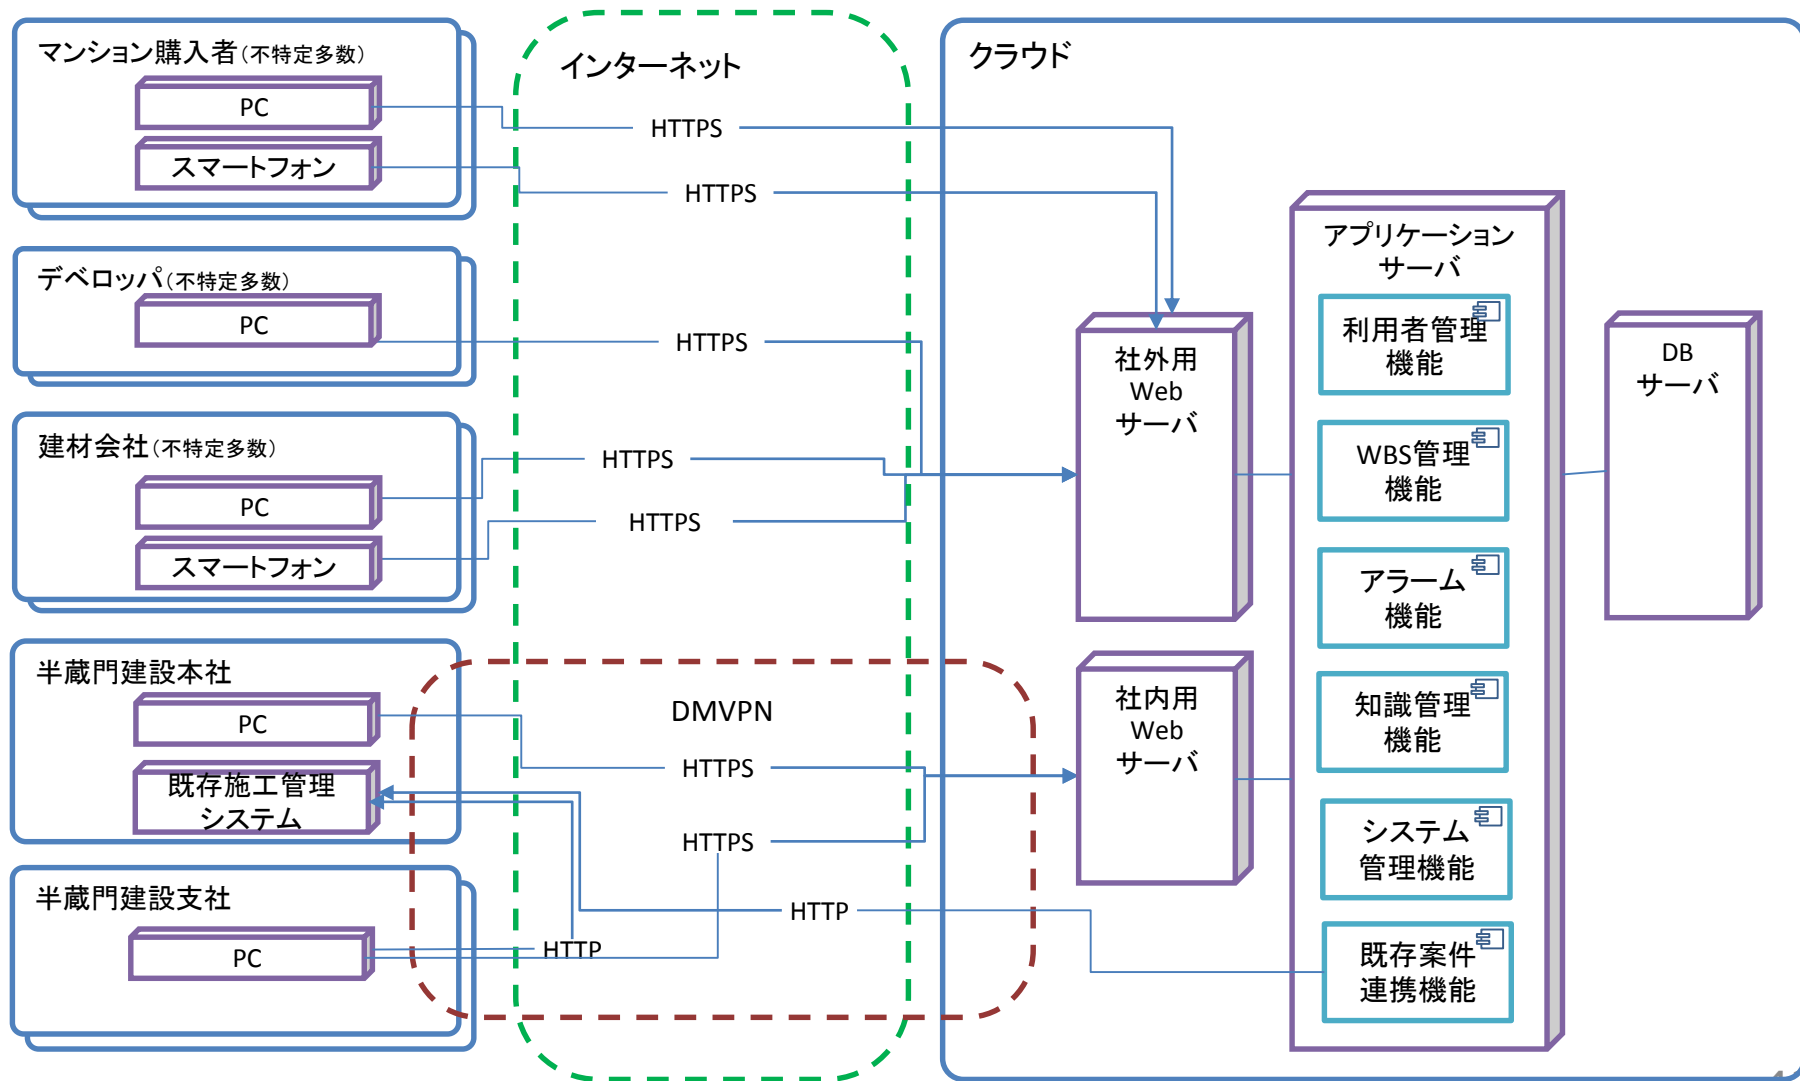 マンション購入者(不特定多数)
PC
スマートフォン
デベロッパ(不特定多数)
PC
建材会社(不特定多数)
PC
スマートフォン
半蔵門建設本社
PC
既存施工管理
システム
半蔵門建設支社
PC
インターネット
HTTPS
HTTPS
HTTPS
HTTPS
HTTPS
DMVPN
HTTPS
HTTPS
HTTP
HTTP
クラウド
社外用
Web
サーバ
社内用
Web
サーバ
アプリケーション
サーバ
利用者管理
機能
WBS管理
機能
アラーム
機能
知識管理
機能
システム
管理機能
既存案件
連携機能
DB
サーバ